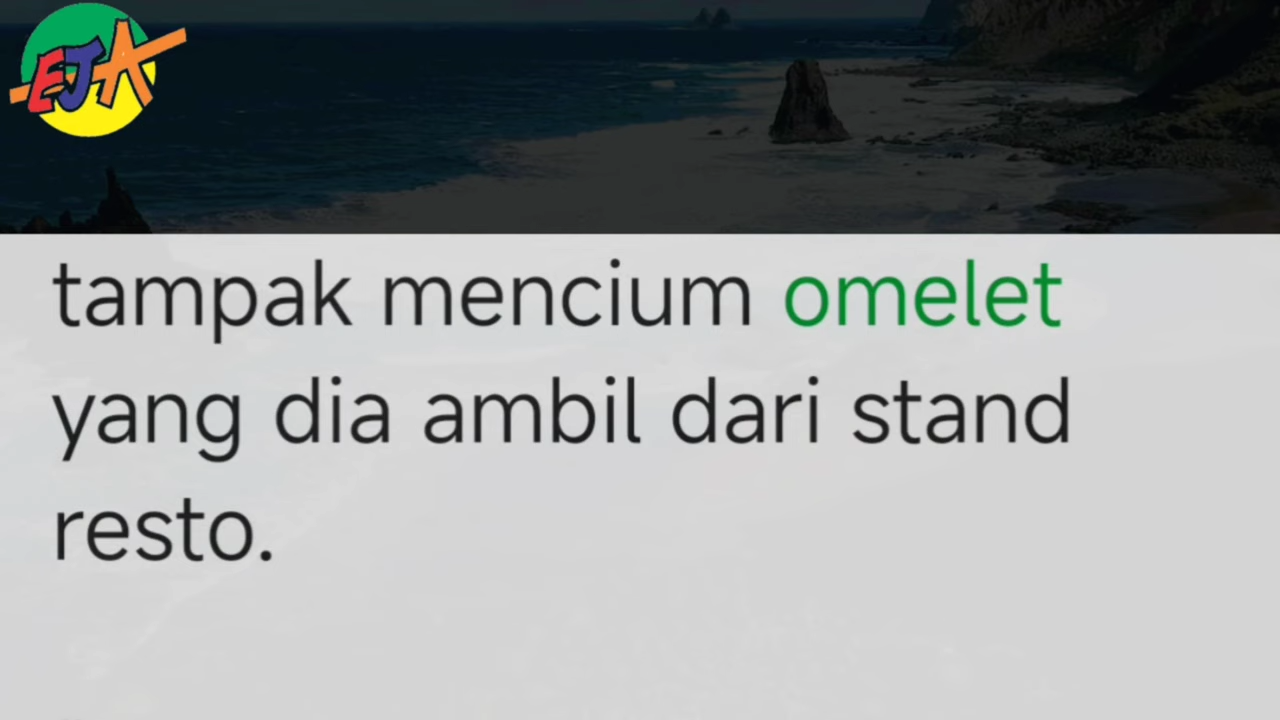 EJA
tampak mencium omelet
yang dia ambil dari stand
resto.